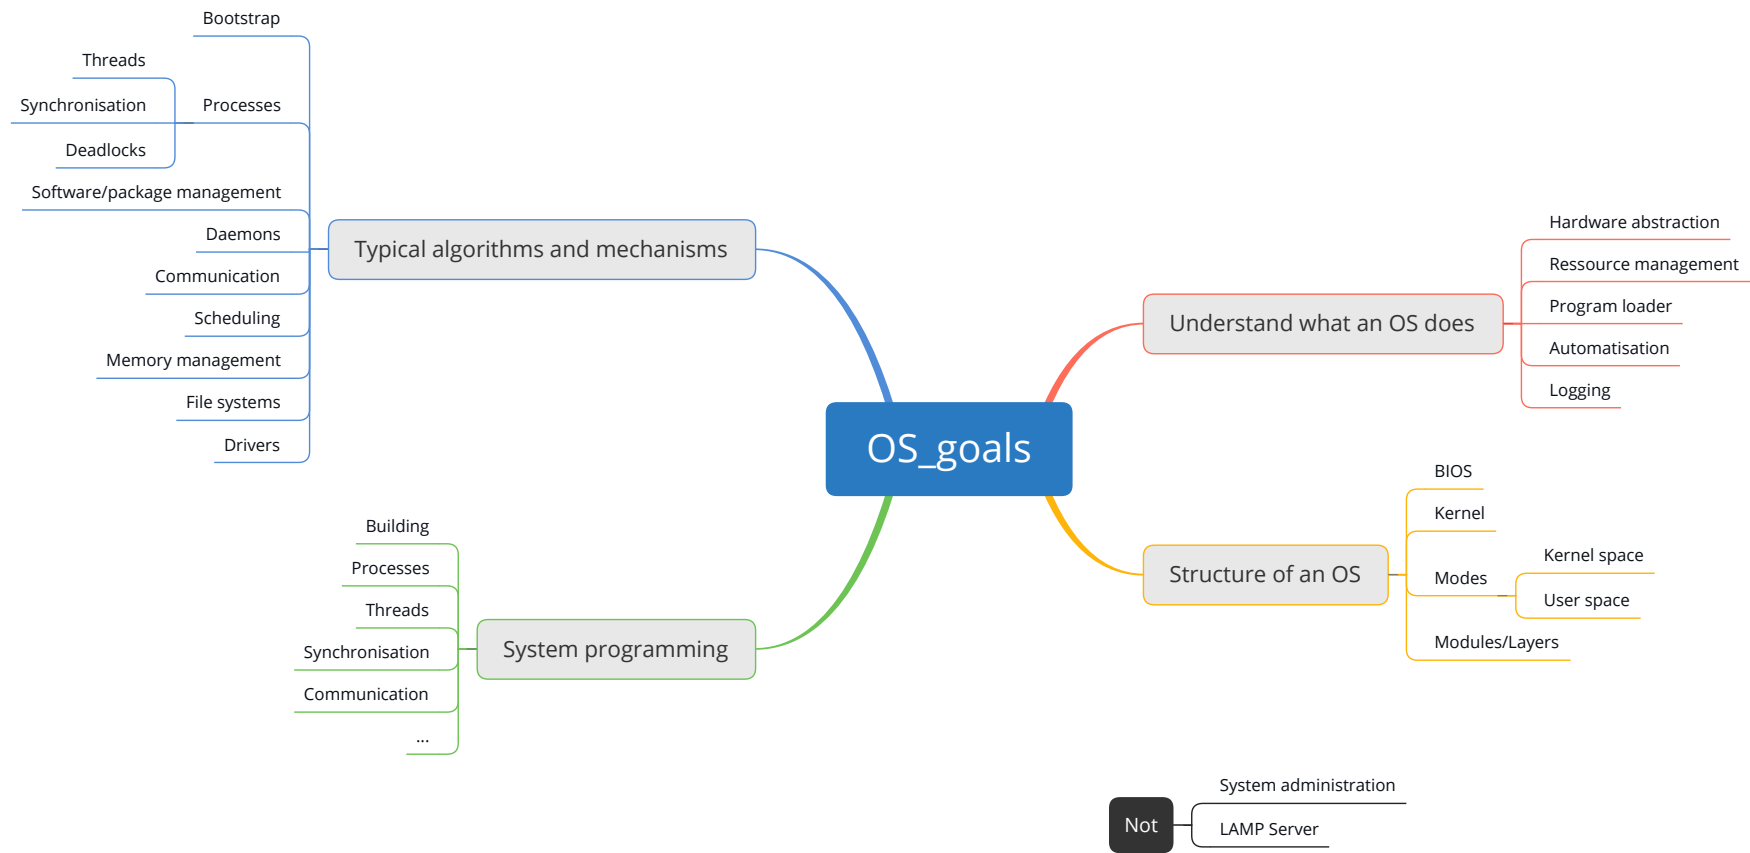 OS_goals
Understand what an OS does
Hardware abstraction
Ressource management
Program loader
Automatisation
Logging
Structure of an OS
BIOS
Kernel
Modes
Kernel space
User space
Modules/Layers
Typical algorithms and mechanisms
Bootstrap
Processes
Threads
Synchronisation
Deadlocks
Software/package management
Daemons
Communication
Scheduling
Memory management
File systems
Drivers
System programming
Building
Processes
Threads
Synchronisation
Communication
...
Not
System administration
LAMP Server